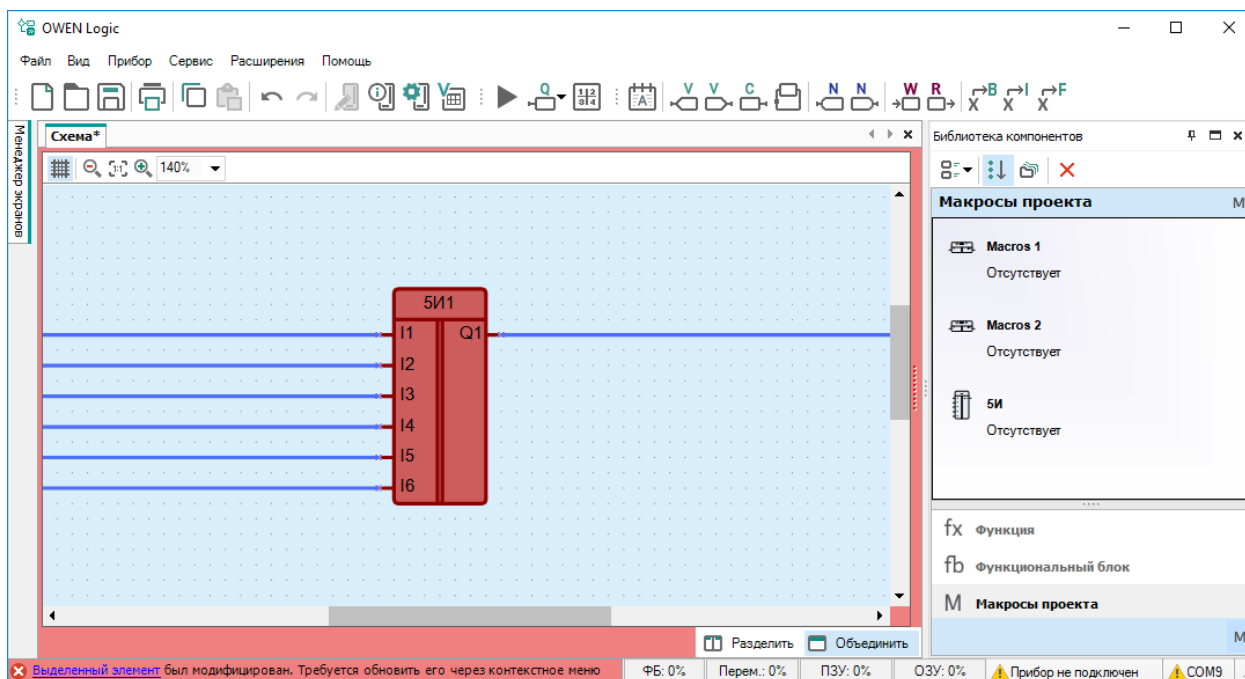 OWEN Logic
Файл Вид Прибор Сервис Расширения Помощь
Менеджер экранов
Схема*
140%
5И1
I1 Q1
I2
I3
I4
I5
I6
Разделить Объединить
Библиотека компонентов
Макросы проекта М
Macros 1
Отсутствует
Macros 2
Отсутствует
5И
Отсутствует
fx Функция
fb Функциональный блок
M Макросы проекта
М
Выделенный элемент был модифицирован. Требуется обновить его через контекстное меню ФБ: 0% Перем.: 0% ПЗУ: 0% ОЗУ: 0% Прибор не подключен COM9